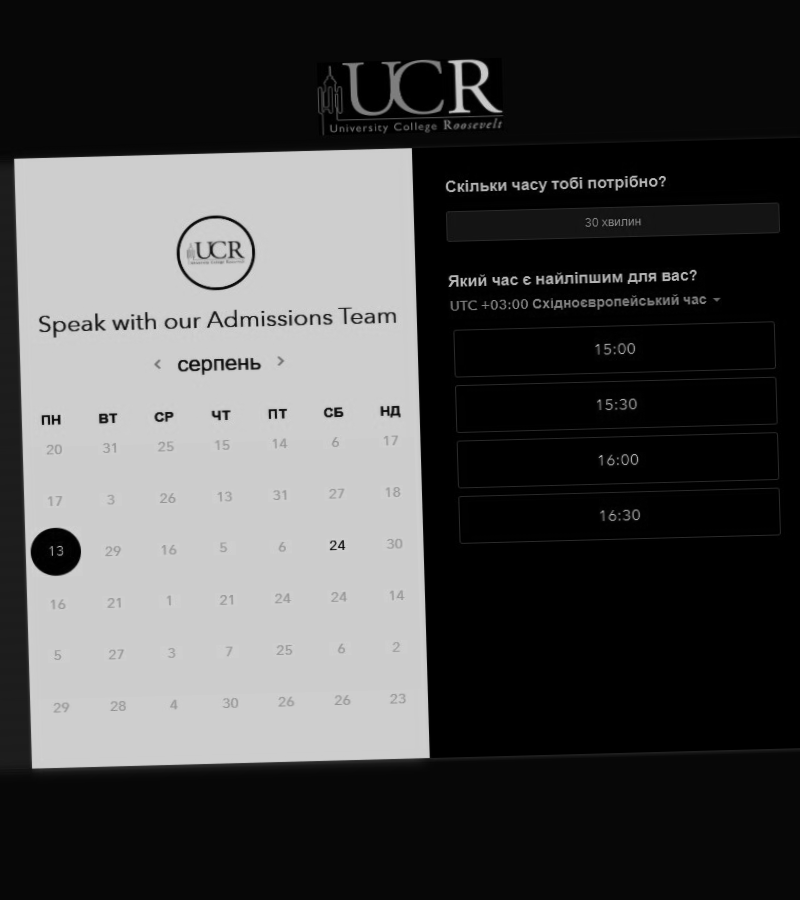 UCR
University College Roosevelt
UCR
Speak with our Admissions Team
серпень
ПН ВТ СР ЧТ ПТ СБ НД
20 31 25 15 14 6 17
17 3 26 13 31 27 18
13 29 16 5 6 24 30
16 21 1 21 24 24 14
5 27 3 7 25 6 2
29 28 4 30 26 26 23
Скільки часу тобі потрібно?
30 хвилин
Який час є найліпшим для вас?
UTC +03:00 Східноєвропейський час
15:00
15:30
16:00
16:30